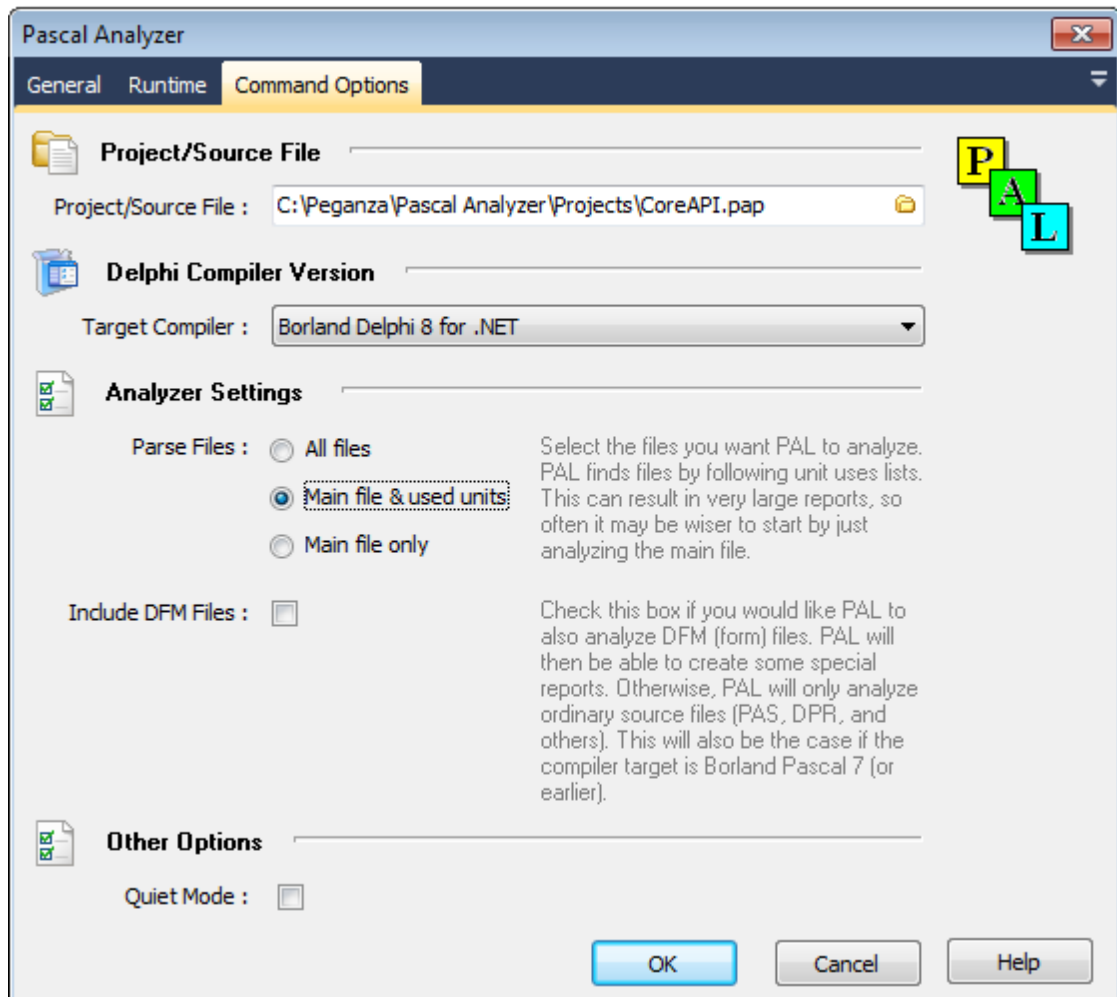 Pascal Analyzer
General Runtime Command Options
Project/Source File
P
A
L
Project/Source File : C:\Peganza\Pascal Analyzer\Projects\CoreAPI.pap
Delphi Compiler Version
Target Compiler : Borland Delphi 8 for .NET
Analyzer Settings
Parse Files :
All files
Main file & used units
Main file only
Select the files you want PAL to analyze.
PAL finds files by following unit uses lists.
This can result in very large reports, so
often it may be wiser to start by just
analyzing the main file.
Include DFM Files :
Check this box if you would like PAL to
also analyze DFM (form) files. PAL will
then be able to create some special
reports. Otherwise, PAL will only analyze
ordinary source files (PAS, DPR, and
others). This will also be the case if the
compiler target is Borland Pascal 7 (or
earlier).
Other Options
Quiet Mode :
OK Cancel Help